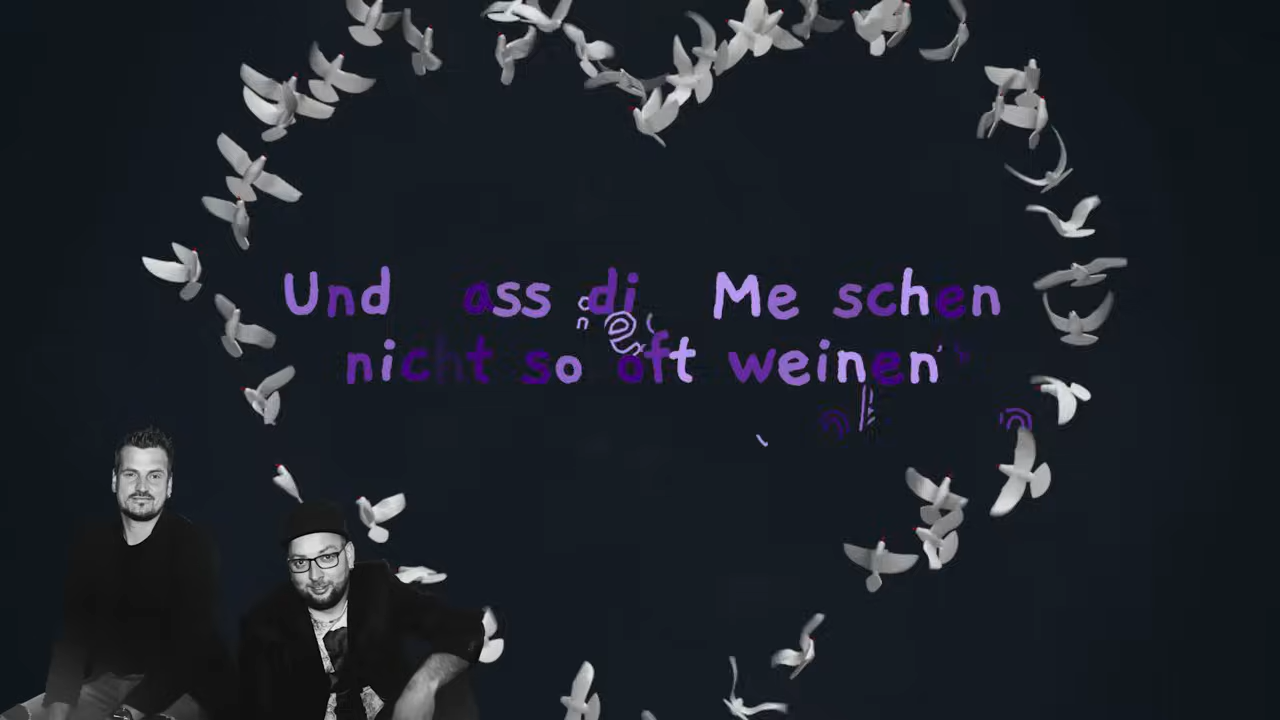 Und ass di Me schen
nicht so oft weinen